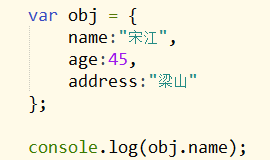 var obj = {
    name:"宋江",
    age:45,
    address:"梁山"
};
console.log(obj.name);